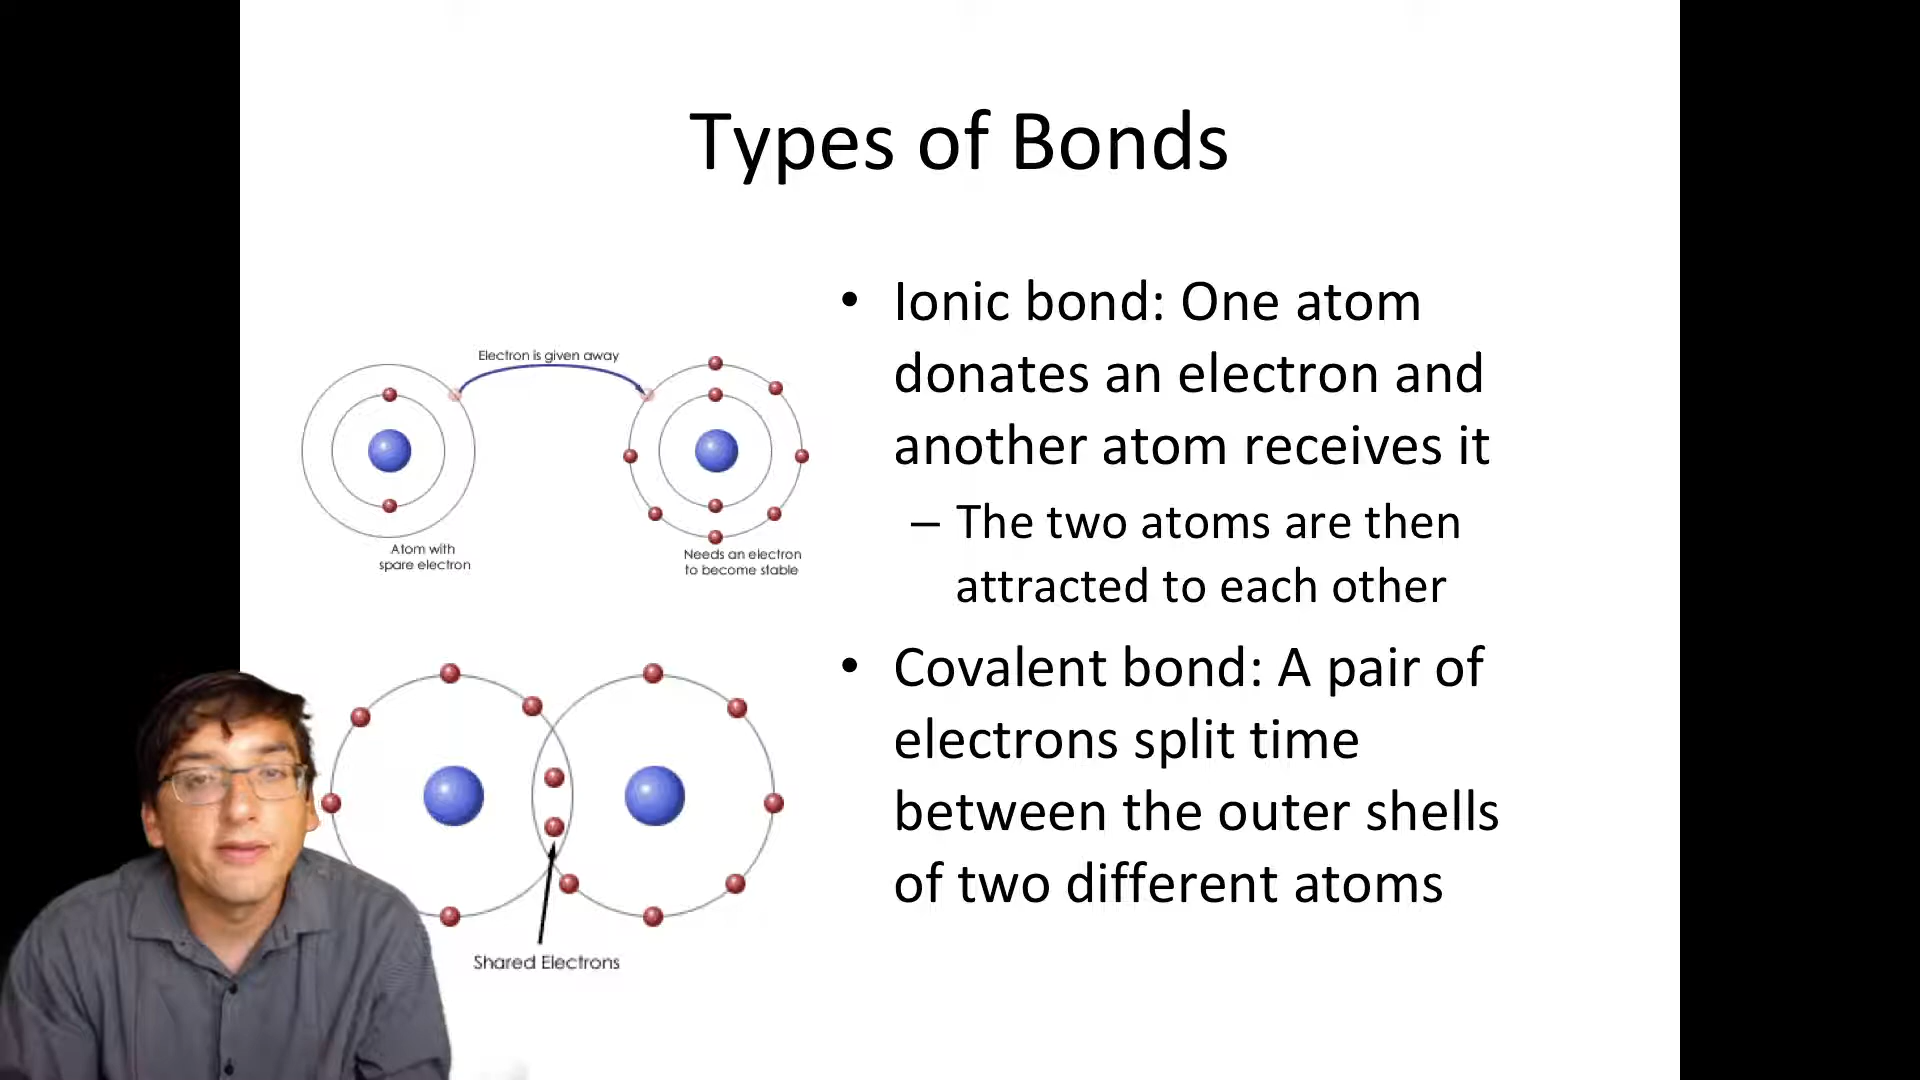 Types of Bonds
Electron is given away
Atom with
spare electron
Needs an electron
to become stable
Shared Electrons
• Ionic bond: One atom
donates an electron and
another atom receives it
– The two atoms are then
attracted to each other
• Covalent bond: A pair of
electrons split time
between the outer shells
of two different atoms